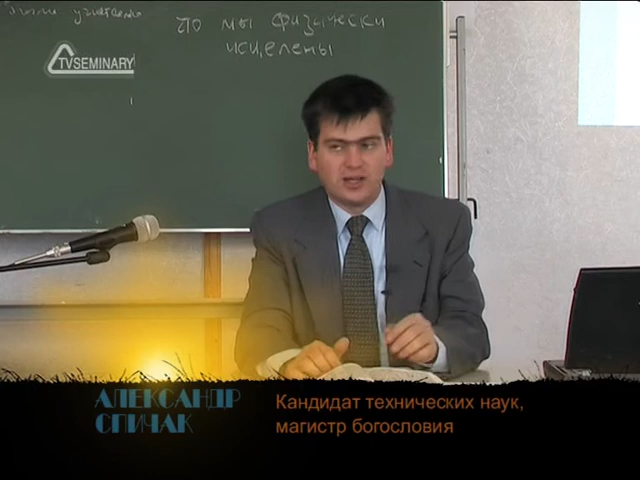 что мы физически
исцелены
TVSEMINARY
АЛЕКСАНДР
СПИЧАК
Кандидат технических наук,
магистр богословия